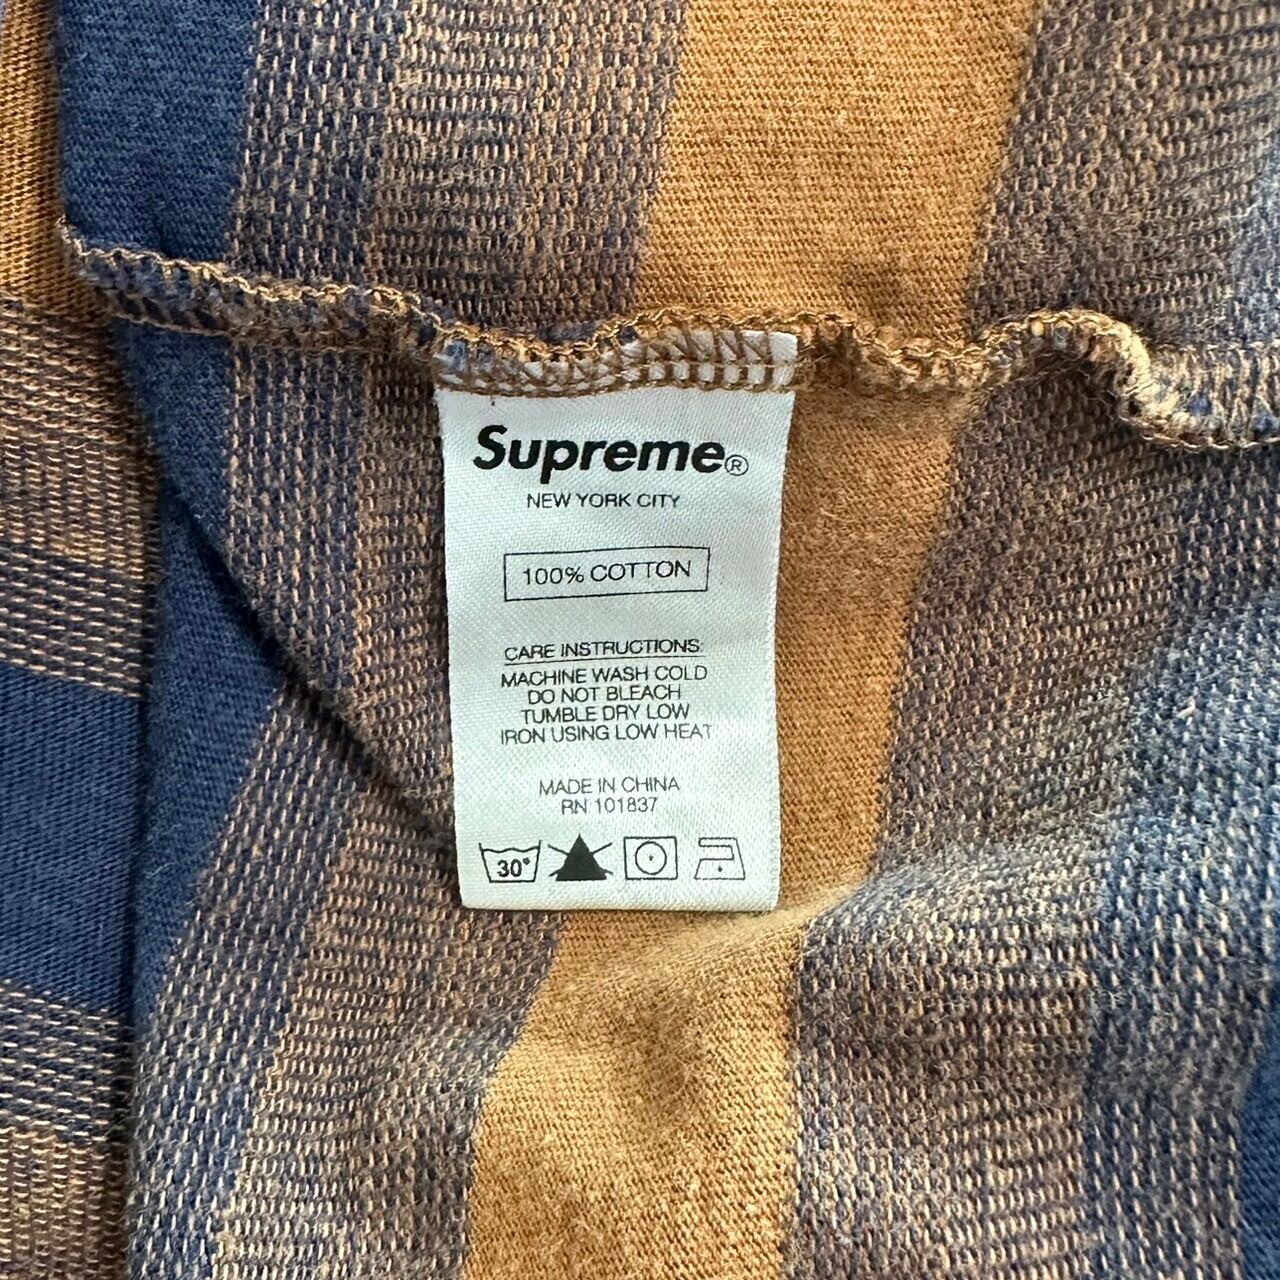 Supreme®
NEW YORK CITY
100% COTTON
CARE INSTRUCTIONS:
MACHINE WASH COLD
DO NOT BLEACH
TUMBLE DRY LOW
IRON USING LOW HEAT
MADE IN CHINA
RN 101837
30°